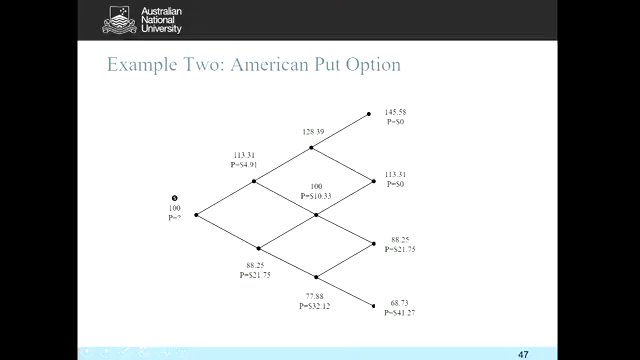 Australian
National
University
Example Two: American Put Option
145.58
P=$0
128.39
113.31
P=$4.91
113.31
P=$0
100
P=$10.33
S
100
P=?
88.25
P=$21.75
88.25
P=$21.75
77.88
P=$32.12
68.73
P=$41.27
47